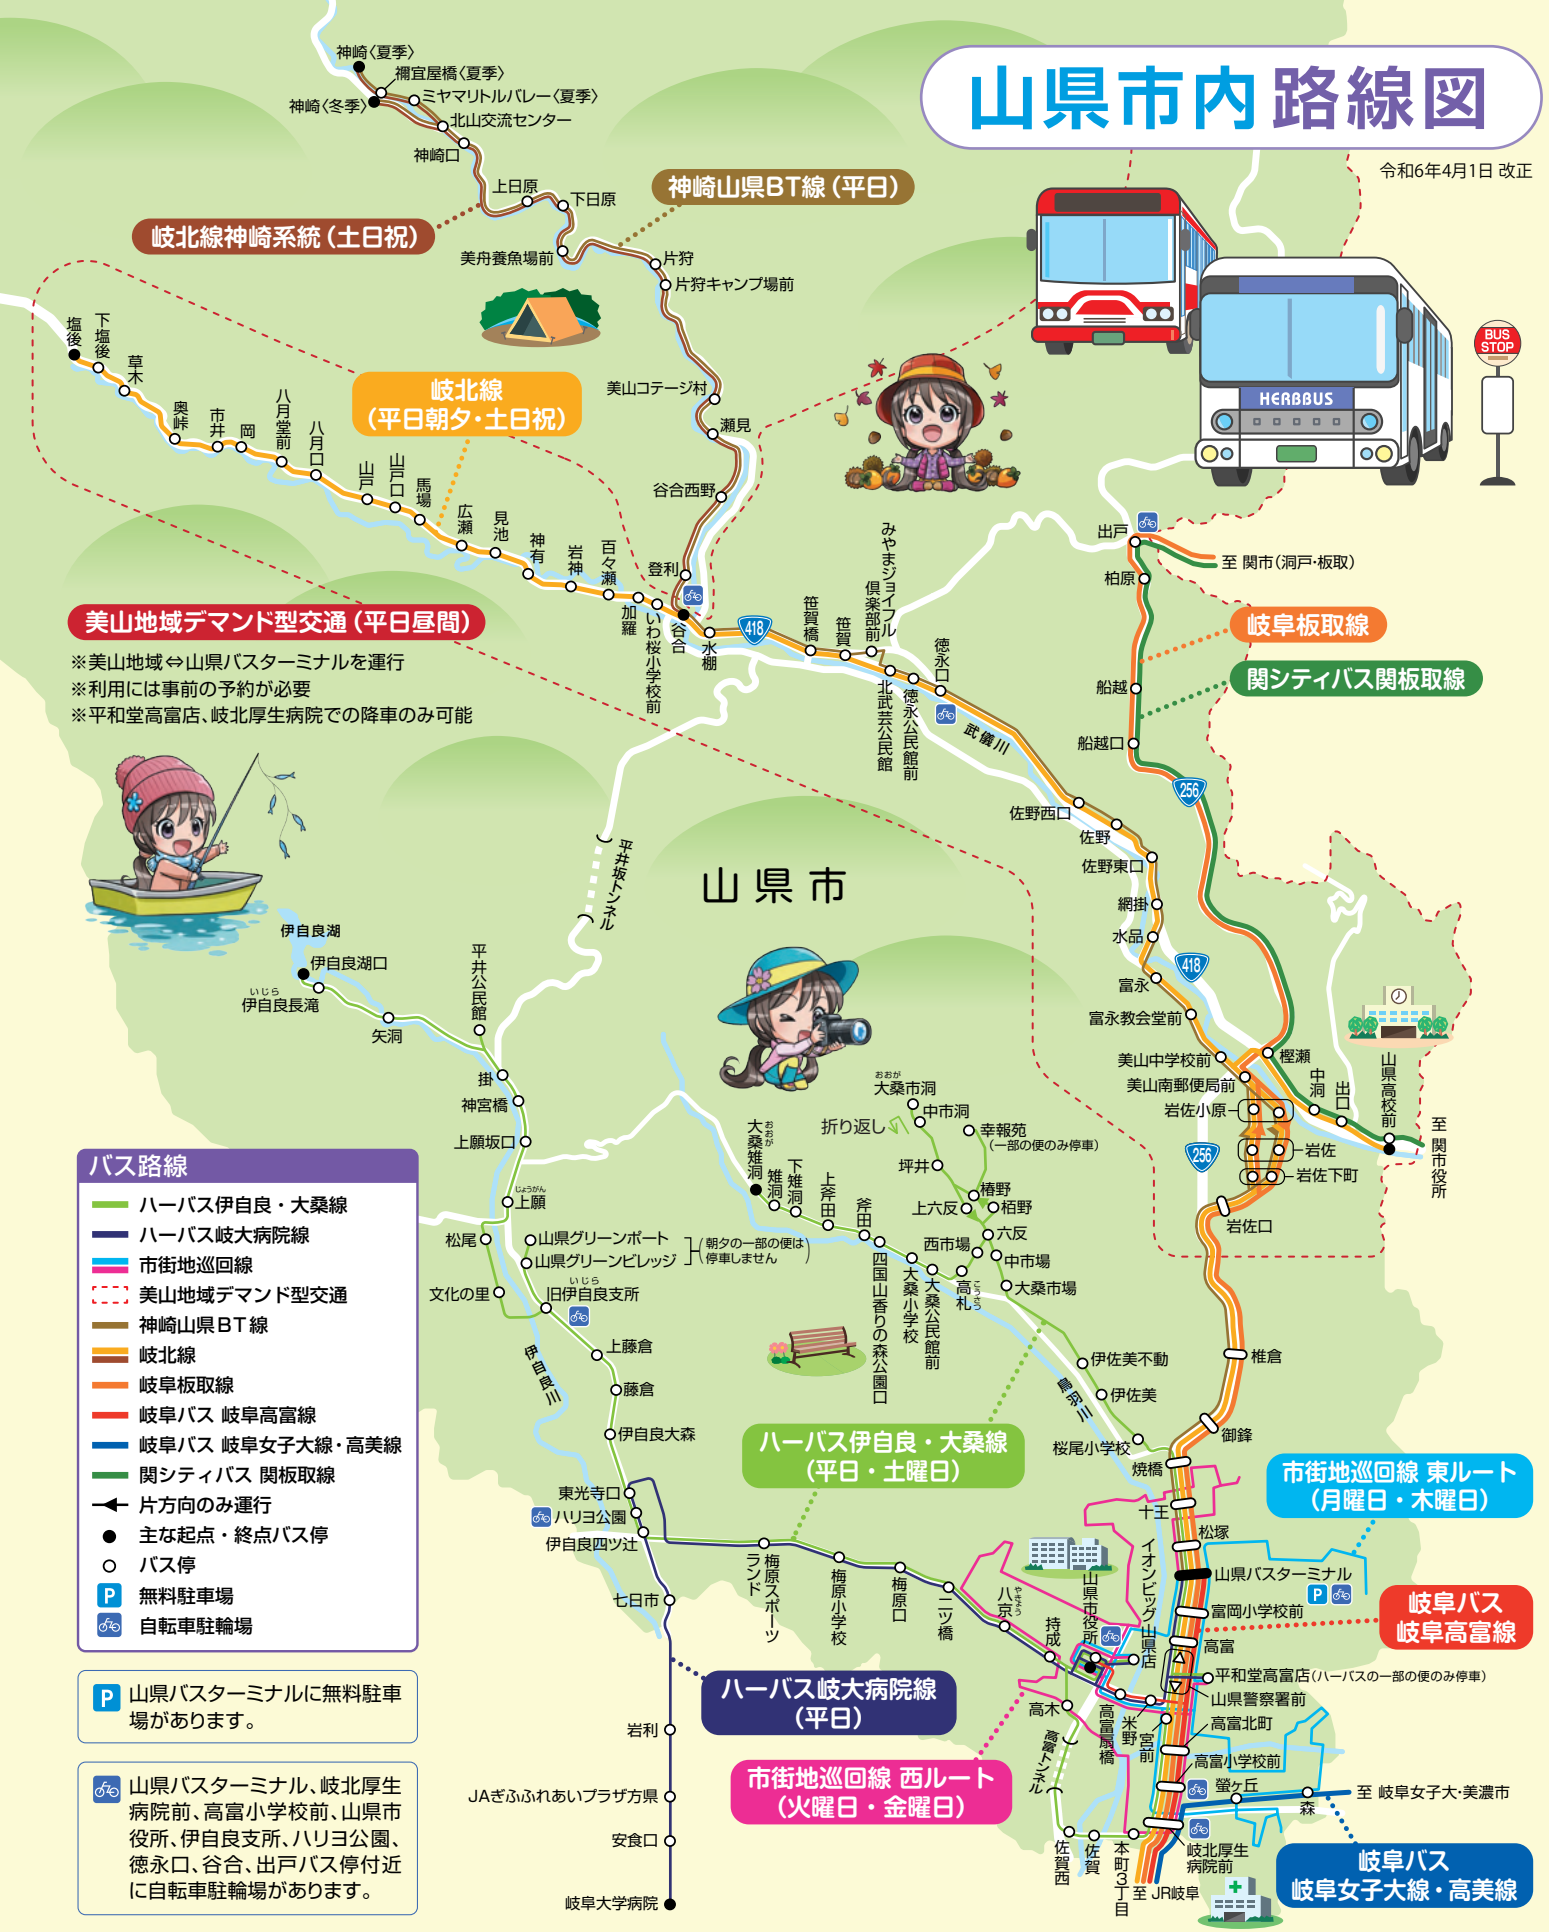 山県市内 路線図
令和6年4月1日 改正
神崎〈夏季〉
禰宜屋橋〈夏季〉
ミヤマリトルバレー〈夏季〉
神崎〈冬季〉
北山交流センター
神崎口
上日原
下日原
神崎山県BT線（平日）
岐北線神崎系統（土日祝）
美舟養魚場前
片狩
片狩キャンプ場前
BUS
STOP
HERBBUS
塩後
下塩後
草木
奥峠
市井
岡
八月堂前
八月口
岐北線
（平日朝夕・土日祝）
美山コテージ村
瀬見
谷合西野
山戸
山戸口
馬場
広瀬
見池
神有
岩神
百々瀬
加羅
いわ桜小学校前
登利
谷合
水棚
418
笹賀橋
笹賀
倶楽部前
みやまジョイフル
北武芸公民館
徳永公民館前
徳永口
武儀川
出戸
至 関市（洞戸・板取）
柏原
岐阜板取線
関シティバス関板取線
船越
船越口
256
美山地域デマンド型交通（平日昼間）
※美山地域⇔山県バスターミナルを運行
※利用には事前の予約が必要
※平和堂高富店、岐北厚生病院での降車のみ可能
佐野西口
佐野
佐野東口
網掛
水品
418
富永
富永教会堂前
平井坂トンネル
山県市
伊自良湖
伊自良湖口
いじら
伊自良長滝
矢洞
平井公民館
掛
神宮橋
上願坂口
じょうがん
上願
松尾
文化の里
山県グリーンポート
山県グリーンビレッジ
朝夕の一部の便は
停車しません
いじら
旧伊自良支所
上藤倉
藤倉
伊自良大森
伊自良川
美山中学校前
美山南郵便局前
樫瀬
中洞
出口
山県高校前
至 関市役所
岩佐小原
岩佐
岩佐下町
256
岩佐口
おおが
大桑市洞
中市洞
折り返し
幸報苑
（一部の便のみ停車）
坪井
椿野
上六反
栢野
六反
西市場
中市場
大桑市場
高札
こうさつ
大桑雉洞
おおが
雉洞
下雉洞
上斧田
斧田
四国山香りの森公園口
大桑小学校
大桑公民館前
伊佐美不動
伊佐美
鳥羽川
桜尾小学校
椎倉
御鋒
焼橋
十王
松塚
ハーバス伊自良・大桑線
（平日・土曜日）
市街地巡回線 東ルート
（月曜日・木曜日）
バス路線
ハーバス伊自良・大桑線
ハーバス岐大病院線
市街地巡回線
美山地域デマンド型交通
神崎山県BT線
岐北線
岐阜板取線
岐阜バス 岐阜高富線
岐阜バス 岐阜女子大線・高美線
関シティバス 関板取線
片方向のみ運行
主な起点・終点バス停
バス停
P 無料駐車場
自転車駐輪場
P 山県バスターミナルに無料駐車
場があります。
山県バスターミナル、岐北厚生
病院前、高富小学校前、山県市
役所、伊自良支所、ハリヨ公園、
徳永口、谷合、出戸バス停付近
に自転車駐輪場があります。
東光寺口
ハリヨ公園
伊自良四ツ辻
七日市
岩利
JAぎふふれあいプラザ方県
安食口
岐阜大学病院
ハーバス岐大病院線
（平日）
梅原スポーツ
ランド
梅原小学校
梅原口
二ツ橋
八京
やきょう
持成
山県市役所
イオンビッグ
山県店
山県バスターミナル
P
富岡小学校前
高富
平和堂高富店（ハーバスの一部の便のみ停車）
山県警察署前
高富北町
高富小学校前
岐阜バス
岐阜高富線
高木
高富トンネル
高富扇橋
米野
宮前
市街地巡回線 西ルート
（火曜日・金曜日）
螢ヶ丘
森
至 岐阜女子大・美濃市
佐賀西
佐賀
本町3丁目
岐北厚生
病院前
至 JR岐阜
岐阜バス
岐阜女子大線・高美線